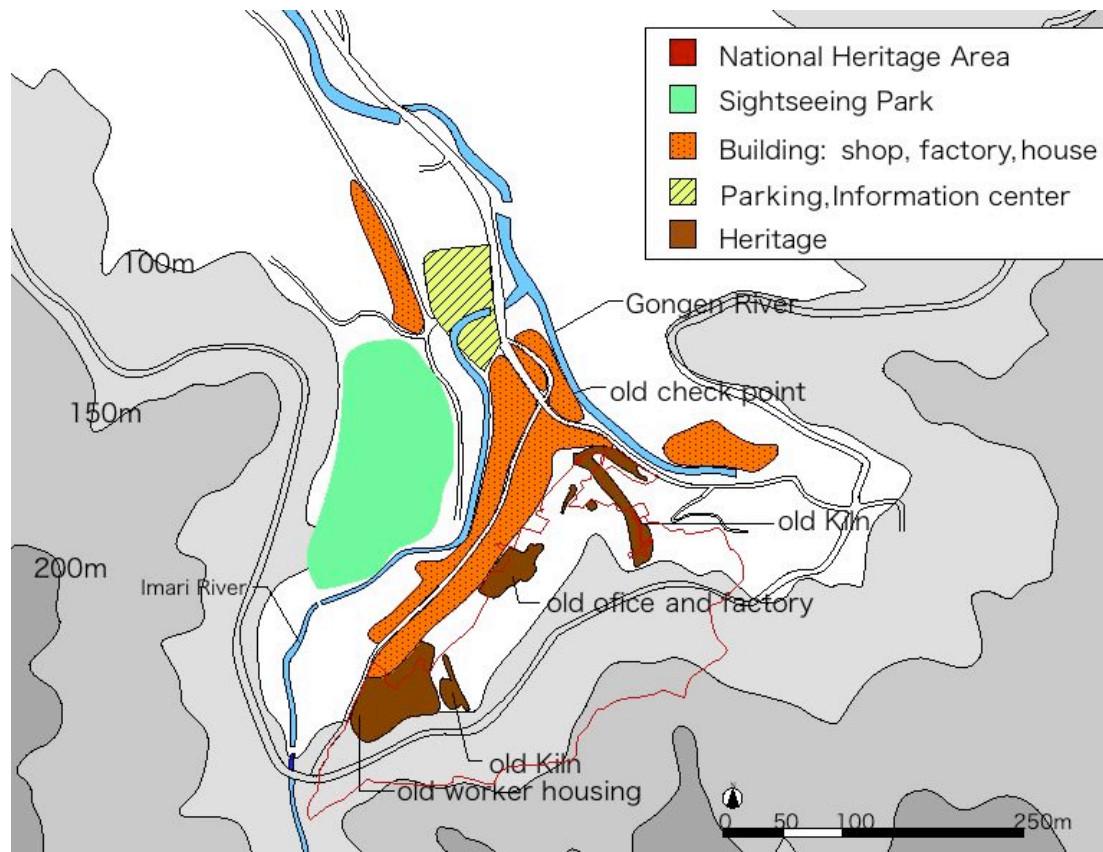 National Heritage Area
Sightseeing Park
Building: shop, factory,house
Parking,Information center
Heritage
100m
Gongen River
old check point
150m
old Kiln
200m
Imari River
old ofice and factory
old Kiln
old worker housing
0 50 100 250m